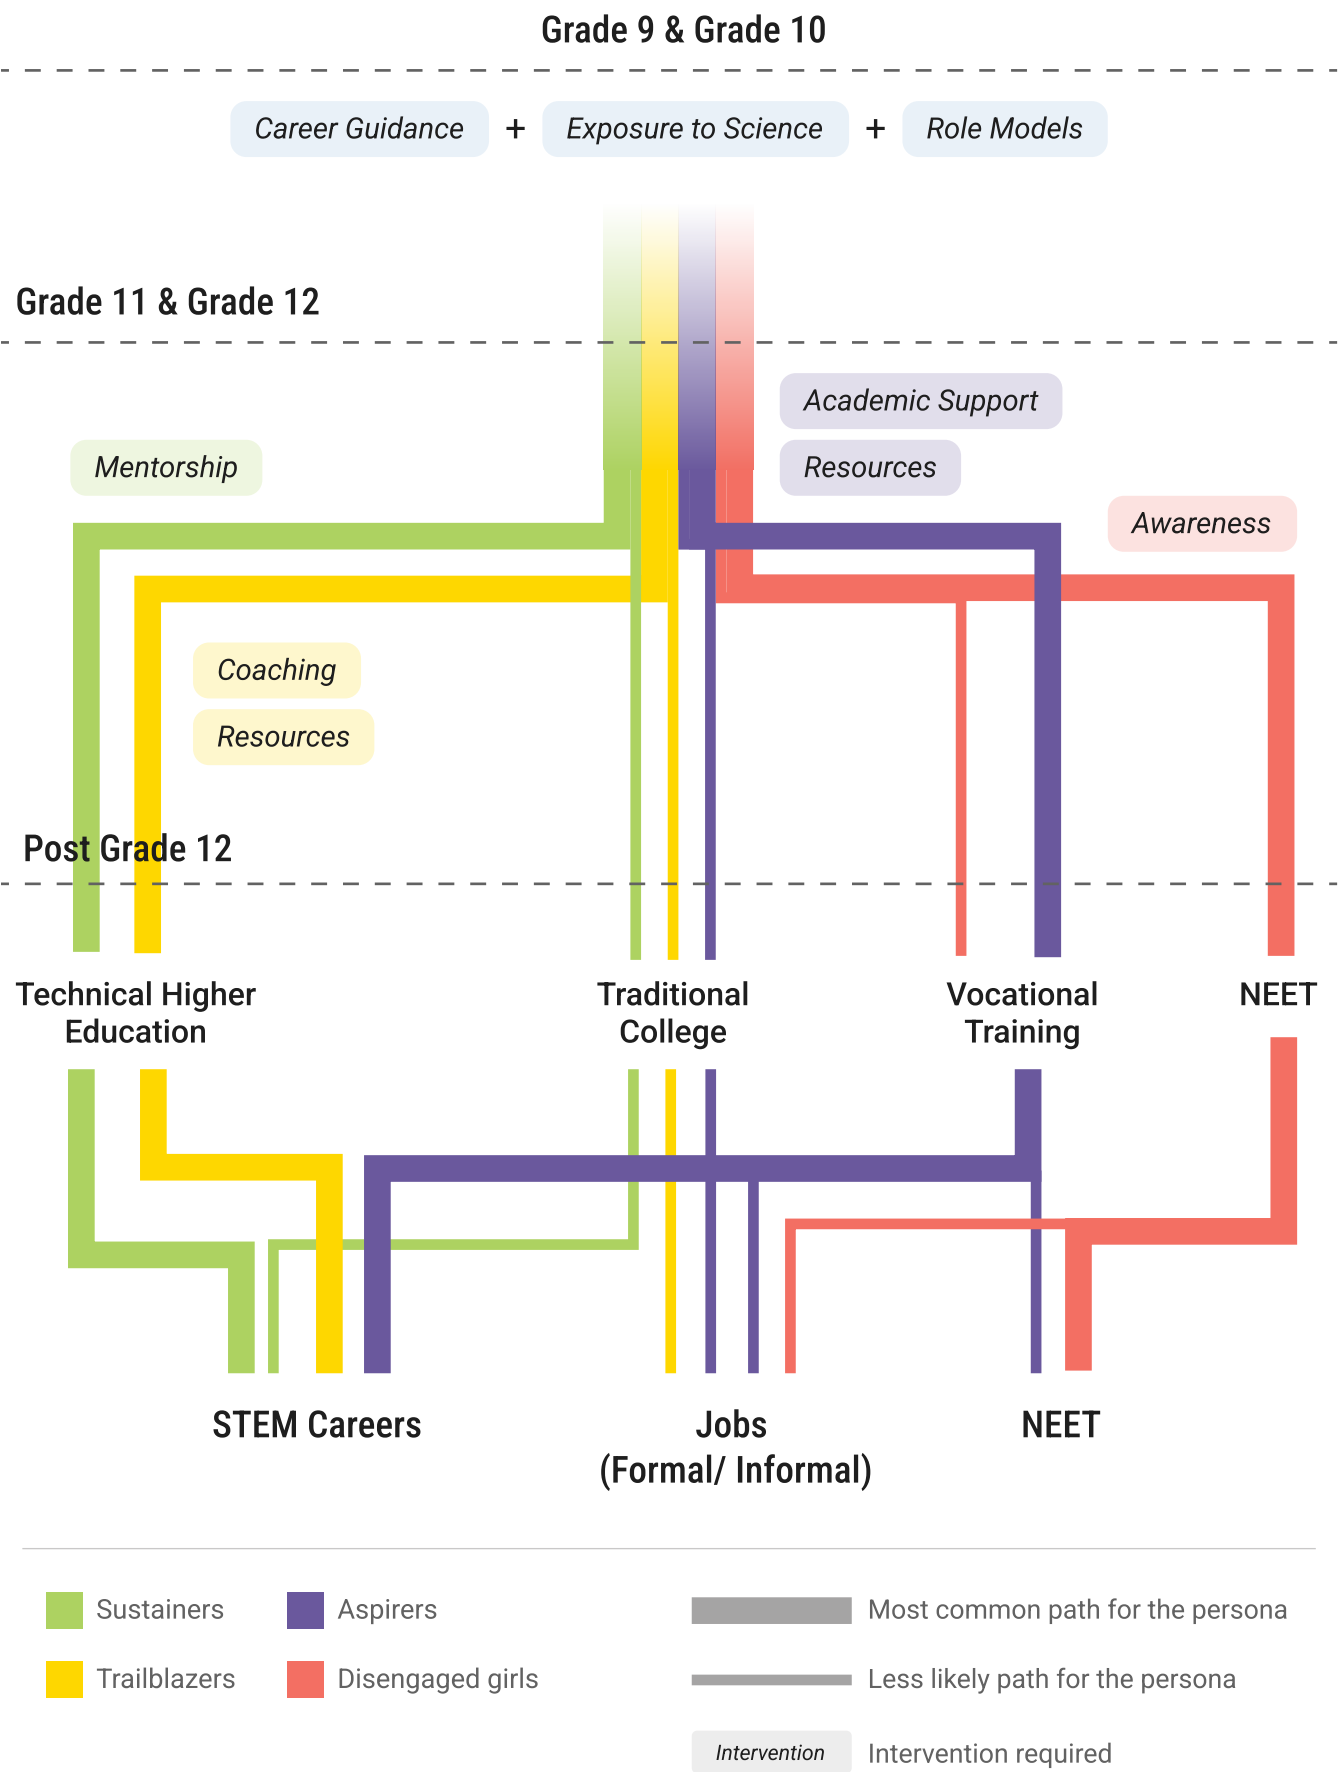 Grade 9 & Grade 10
Career Guidance + Exposure to Science + Role Models
Grade 11 & Grade 12
Academic Support
Mentorship
Resources
Awareness
Coaching
Resources
Post Grade 12
Technical Higher
Education
Traditional
College
Vocational
Training
NEET
STEM Careers
Jobs
(Formal/ Informal)
NEET
Sustainers
Aspirers
Most common path for the persona
Trailblazers
Disengaged girls
Less likely path for the persona
Intervention
Intervention required